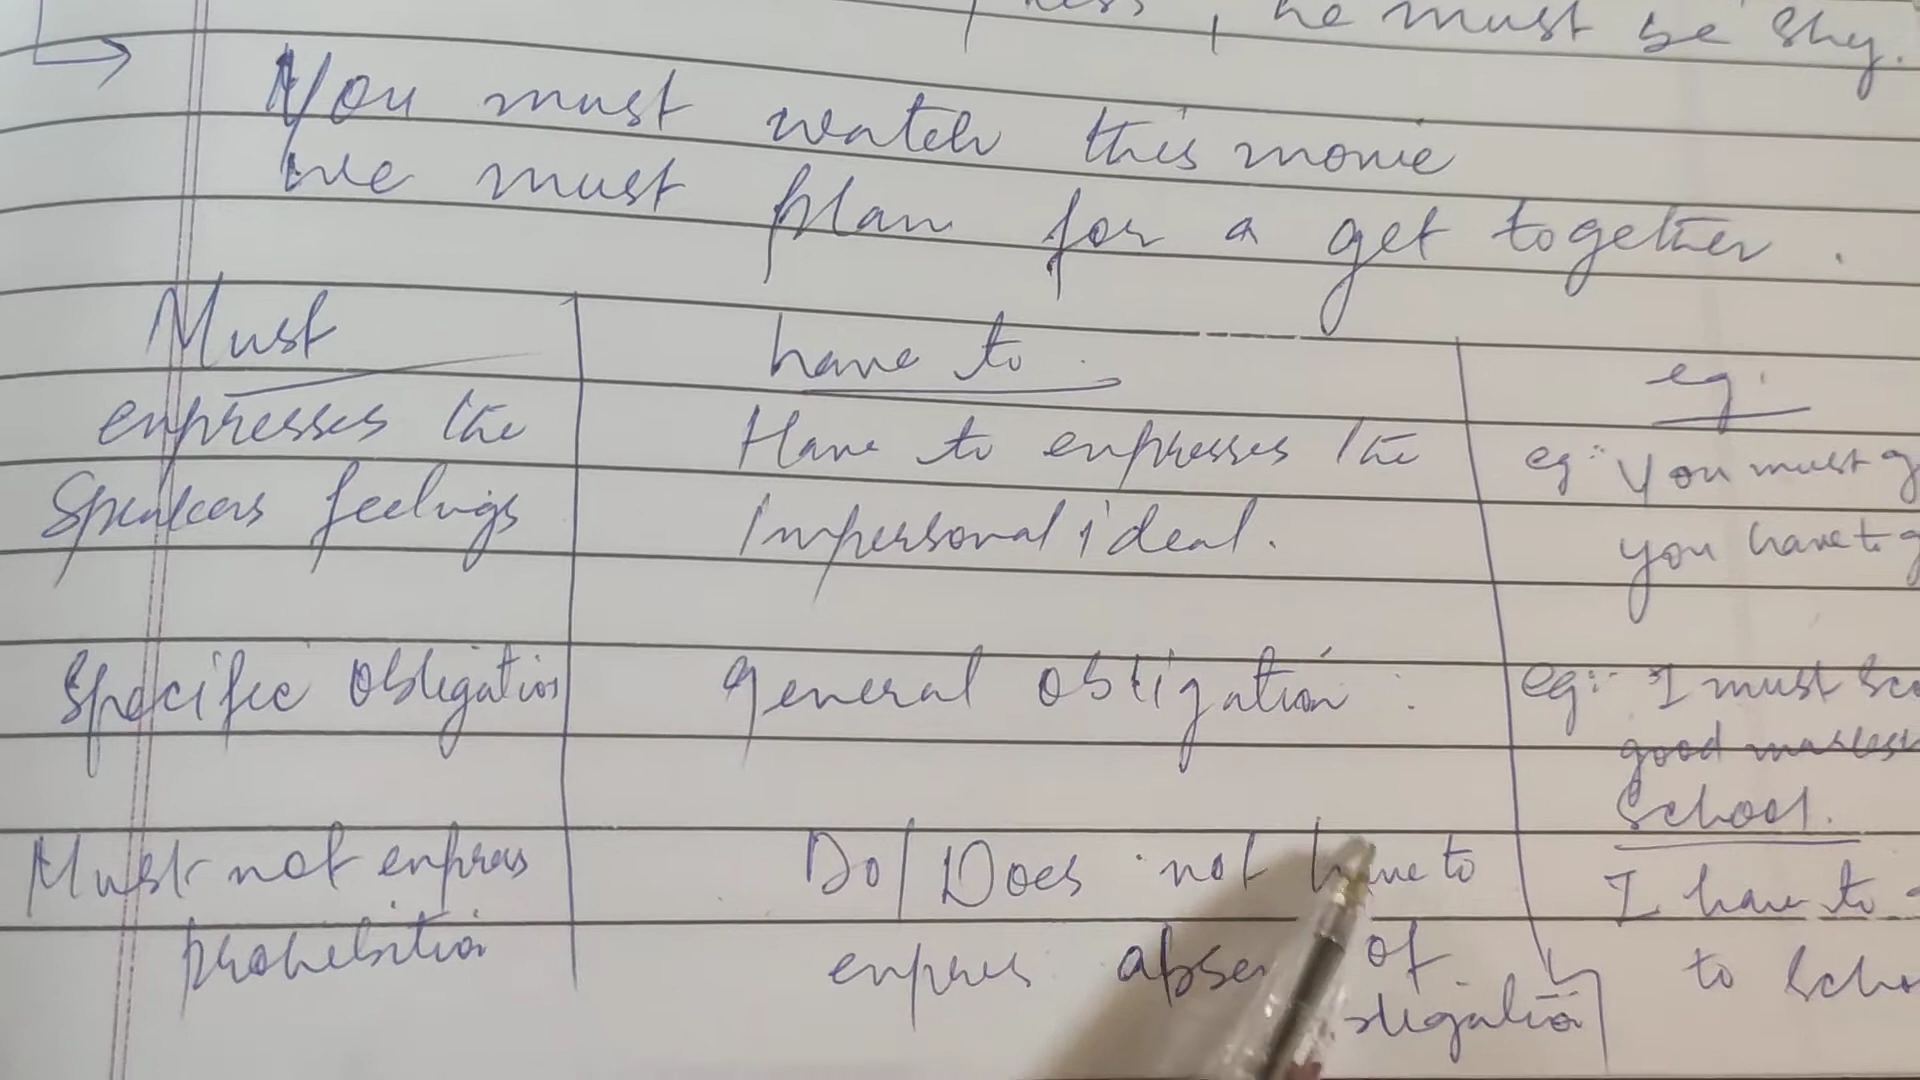 , he must be shy.
You must watch this movie
we must plan for a get together.
Must
have to.
eg.
expresses the
Have to expresses the
eg:- You must
Speakers feelings
Impersonal ideal.
you have to
Specific Obligation
general obligation.
eg:- I must
good
School.
Must not express
Do/Does not have to
I have to
prohibition
express of
to